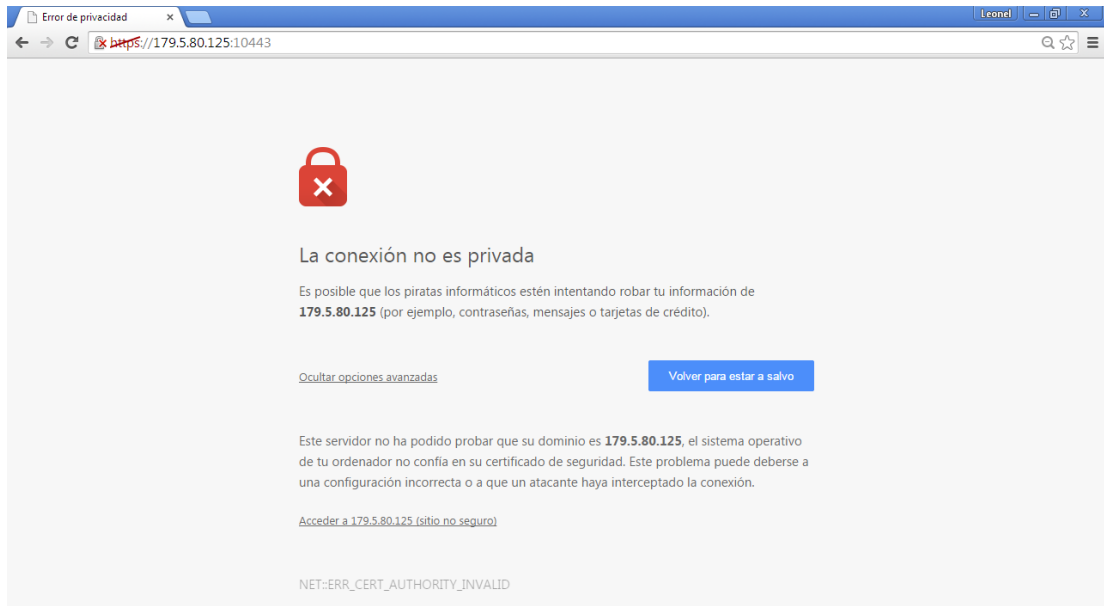 Error de privacidad
Leonel
https://179.5.80.125:10443
La conexión no es privada
Es posible que los piratas informáticos estén intentando robar tu información de
179.5.80.125 (por ejemplo, contraseñas, mensajes o tarjetas de crédito).
Ocultar opciones avanzadas
Volver para estar a salvo
Este servidor no ha podido probar que su dominio es 179.5.80.125, el sistema operativo
de tu ordenador no confía en su certificado de seguridad. Este problema puede deberse a
una configuración incorrecta o a que un atacante haya interceptado la conexión.
Acceder a 179.5.80.125 (sitio no seguro)
NET::ERR_CERT_AUTHORITY_INVALID